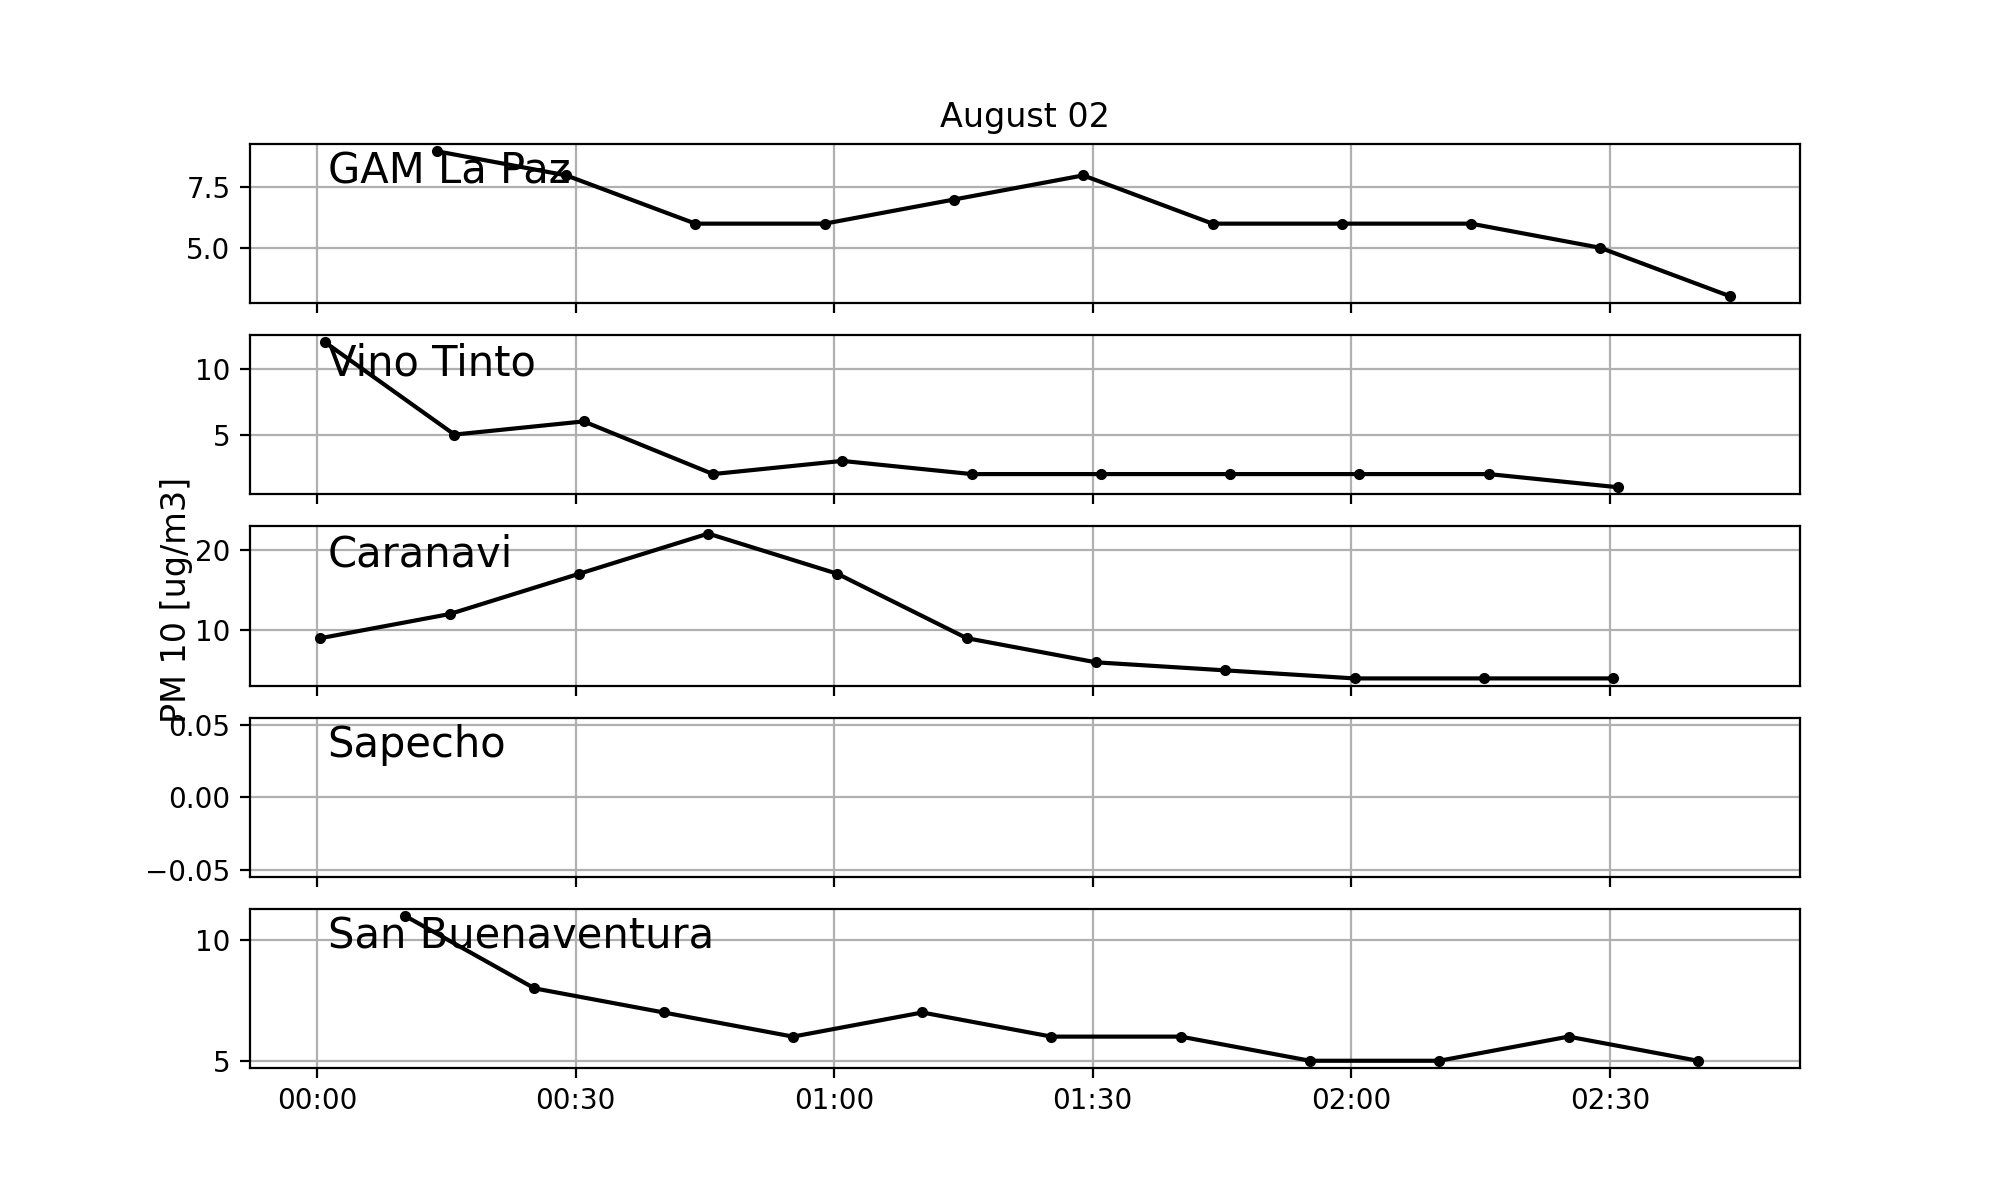 August 02
GAM La Paz
7.5
5.0
Vino Tinto
10
5
PM 10 [ug/m3]
Caranavi
20
10
Sapecho
0.05
0.00
−0.05
San Buenaventura
10
5
00:00 00:30 01:00 01:30 02:00 02:30